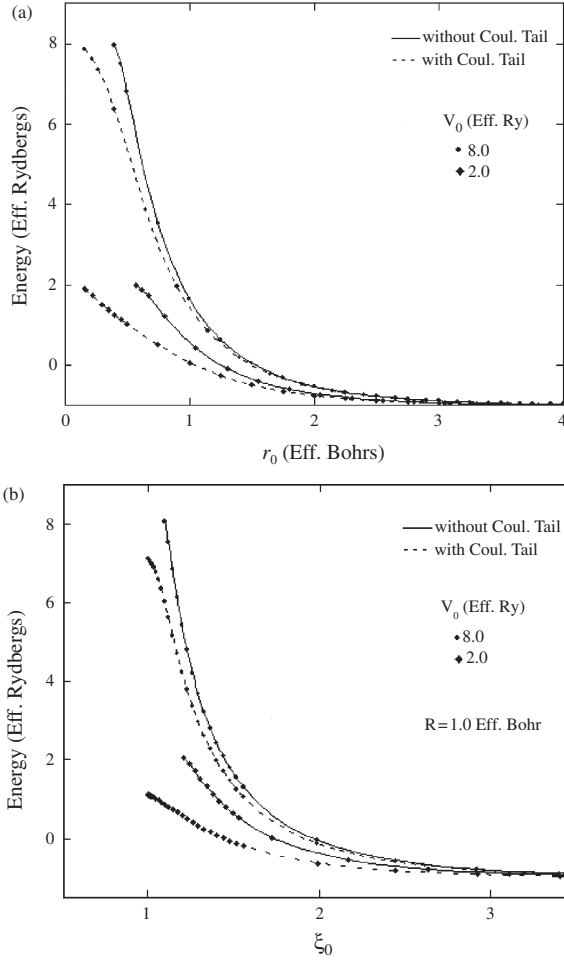 (a)
8
6
4
2
0
Energy (Eff. Rydbergs)
without Coul. Tail
with Coul. Tail
V0 (Eff. Ry)
8.0
2.0
0 1 2 3 4
r0 (Eff. Bohrs)
(b)
8
6
4
2
0
Energy (Eff. Rydbergs)
without Coul. Tail
with Coul. Tail
V0 (Eff. Ry)
8.0
2.0
R=1.0 Eff. Bohr
1 2 3
ξ0